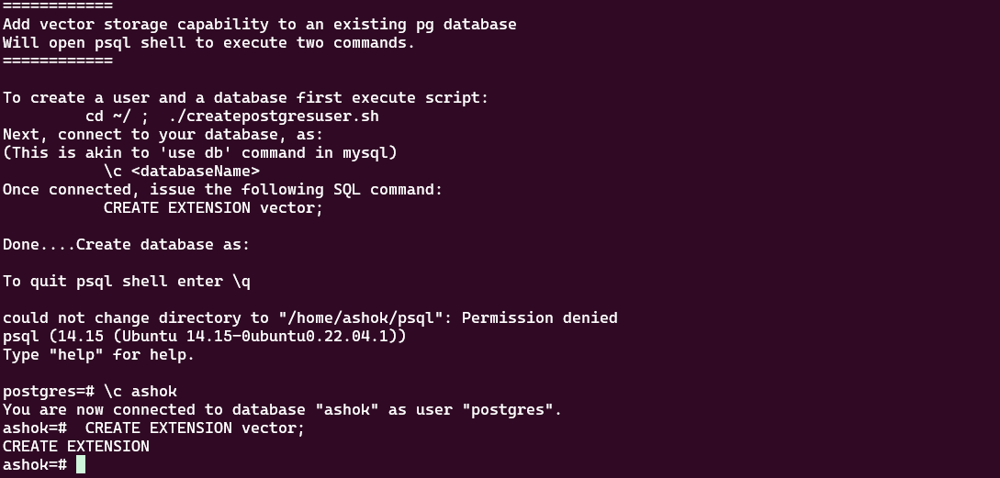 ============
Add vector storage capability to an existing pg database
Will open psql shell to execute two commands.
============
To create a user and a database first execute script:
cd ~/ ;  ./createpostgresuser.sh
Next, connect to your database, as:
(This is akin to 'use db' command in mysql)
\c <databaseName>
Once connected, issue the following SQL command:
CREATE EXTENSION vector;
Done....Create database as:
To quit psql shell enter \q
could not change directory to "/home/ashok/psql": Permission denied
psql (14.15 (Ubuntu 14.15-0ubuntu0.22.04.1))
Type "help" for help.
postgres=# \c ashok
You are now connected to database "ashok" as user "postgres".
ashok=#  CREATE EXTENSION vector;
CREATE EXTENSION
ashok=#